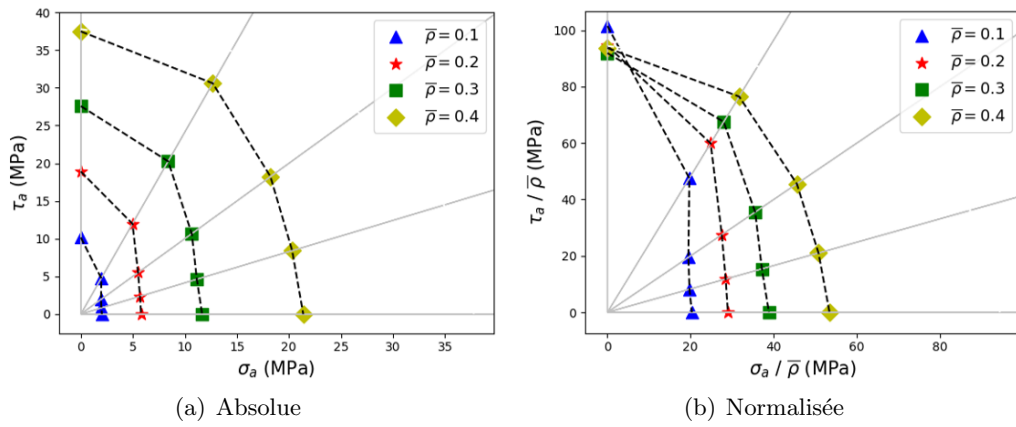 40
35
30
25
20
15
10
5
0
τₐ (MPa)
0 5 10 15 20 25 30 35
σₐ (MPa)
ρ̅ = 0.1
ρ̅ = 0.2
ρ̅ = 0.3
ρ̅ = 0.4
(a) Absolue
100
80
60
40
20
0
τₐ / ρ̅ (MPa)
0 20 40 60 80
σₐ / ρ̅ (MPa)
ρ̅ = 0.1
ρ̅ = 0.2
ρ̅ = 0.3
ρ̅ = 0.4
(b) Normalisée